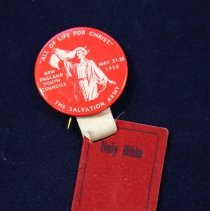 "ALL OF LIFE FOR CHRIST"
NEW
ENGLAND
YOUTH
COUNCILS
MAY 27-28
1950
THE SALVATION ARMY
Holy Bible